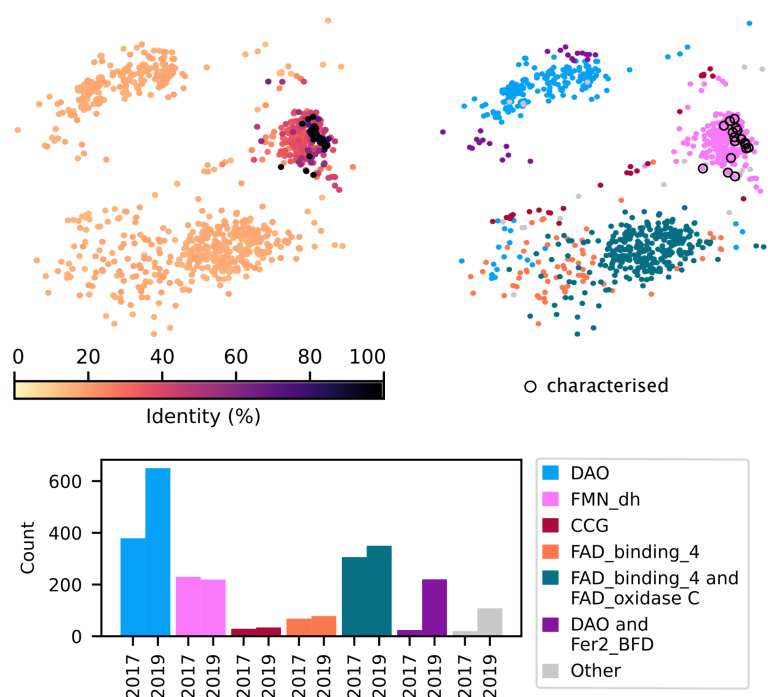 0 20 40 60 80 100
Identity (%)
characterised
600
400
200
0
Count
2017 2019 2017 2019 2017 2019 2017 2019 2017 2019 2017 2019 2017 2019
DAO
FMN_dh
CCG
FAD_binding_4
FAD_binding_4 and
FAD_oxidase C
DAO and
Fer2_BFD
Other